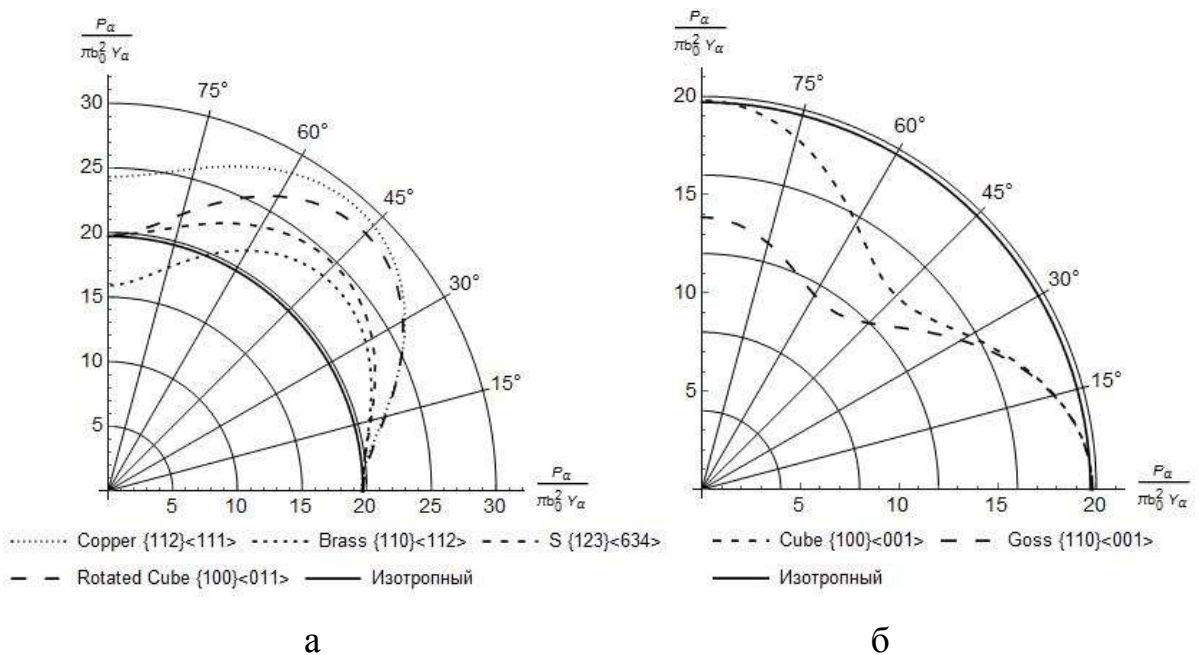 Pα
πb₀² Yα
30
25
20
15
10
5
75°
60°
45°
30°
15°
5 10 15 20 25 30
Pα
πb₀² Yα
Copper {112}<111> Brass {110}<112> S {123}<634>
Rotated Cube {100}<011> Изотропный
а
Pα
πb₀² Yα
20
15
10
5
75°
60°
45°
30°
15°
5 10 15 20
Pα
πb₀² Yα
Cube {100}<001> Goss {110}<001>
Изотропный
б